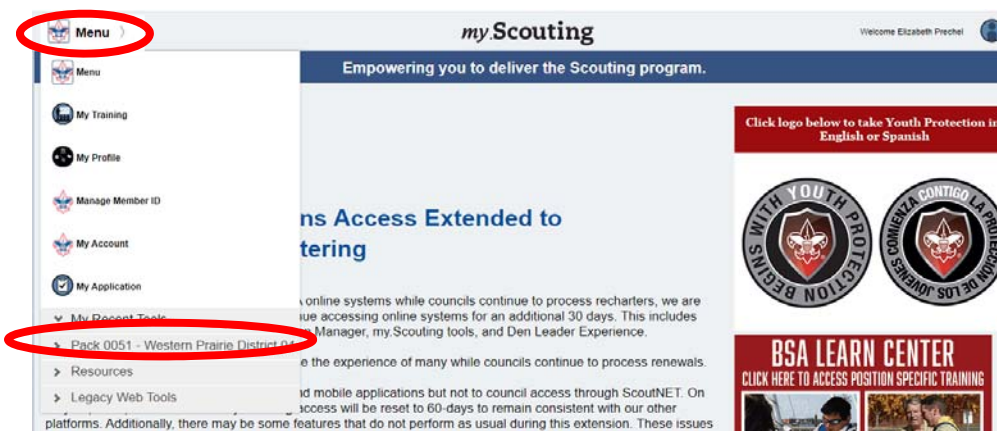 Menu
my.Scouting
Welcome Elizabeth Prechel
Empowering you to deliver the Scouting program.
Menu
My Training
My Profile
Manage Member ID
My Account
My Application
My Recent Tools
Pack 0051 - Western Prairie District 04
Resources
Legacy Web Tools
ns Access Extended to
tering
online systems while councils continue to process recharters, we are
ue accessing online systems for an additional 30 days. This includes
Manager, my.Scouting tools, and Den Leader Experience.
e the experience of many while councils continue to process renewals.
d mobile applications but not to council access through ScoutNET. On
access will be reset to 60-days to remain consistent with our other
platforms. Additionally, there may be some features that do not perform as usual during this extension. These issues
Click logo below to take Youth Protection in
English or Spanish
YOUTH PROTECTION BEGINS WITH YOU
LA PROTECCIÓN DE JÓVENES COMIENZA CONTIGO
BSA LEARN CENTER
CLICK HERE TO ACCESS POSITION SPECIFIC TRAINING